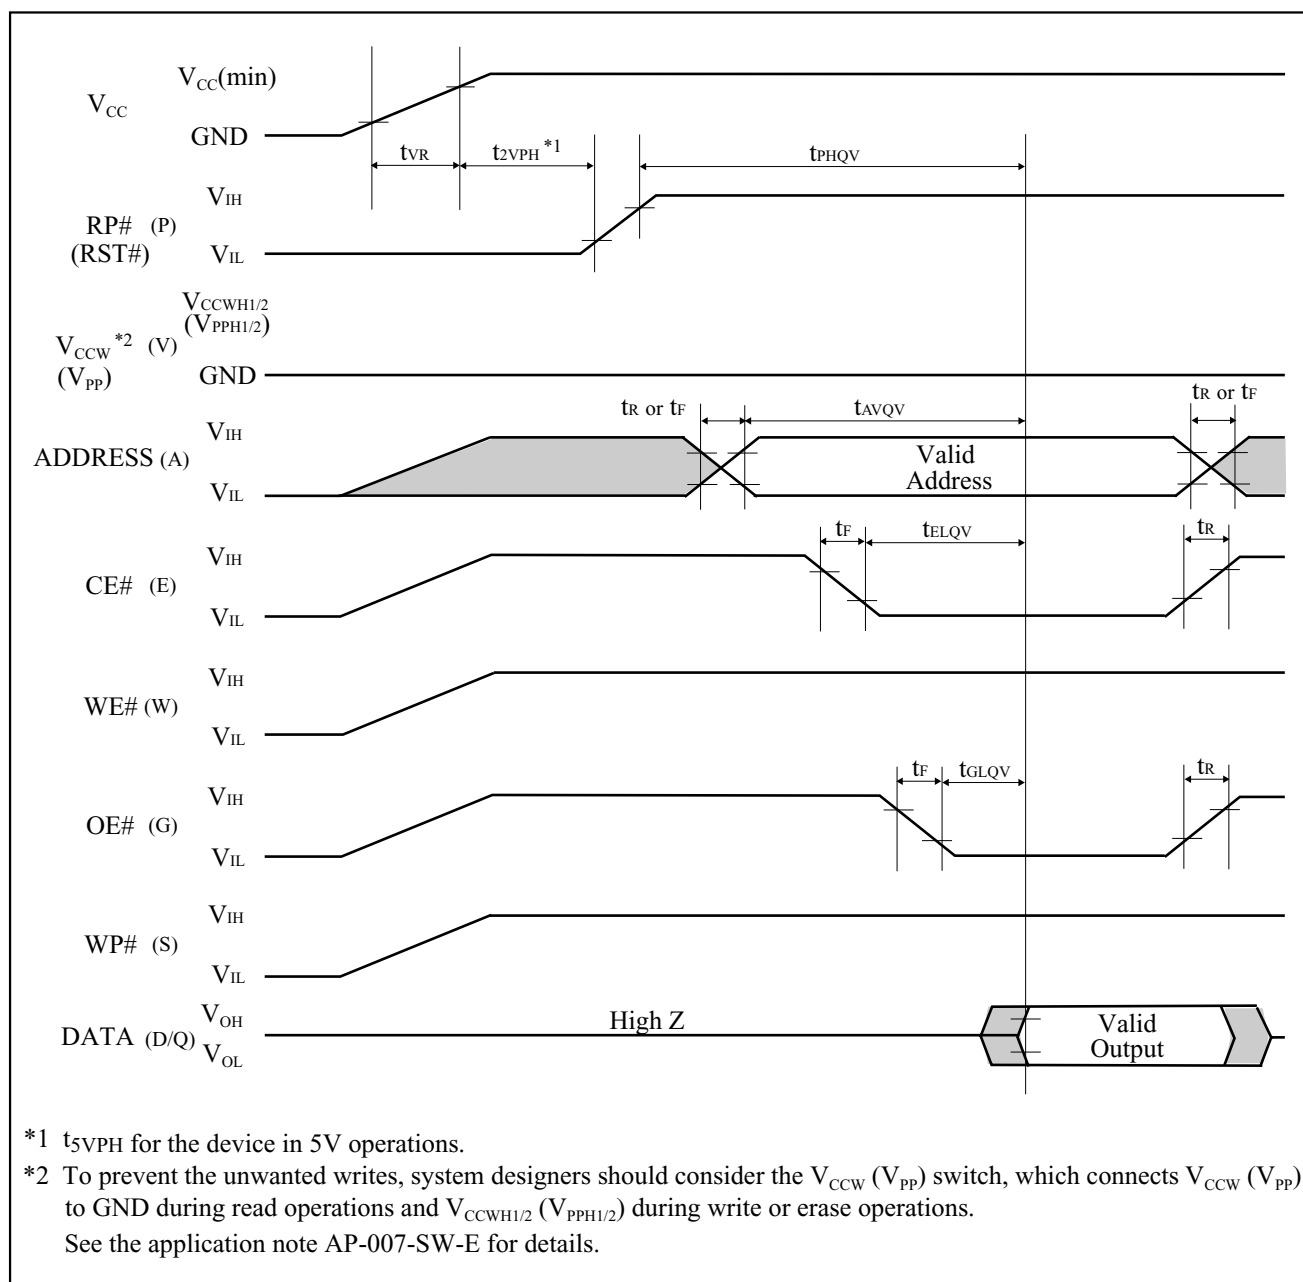 VCC(min)
VCC
GND
tVR
t2VPH *1
tPHQV
VIH
RP# (P)
(RST#)
VIL
VCCWH1/2
(VPPH1/2)
VCCW *2 (V)
(VPP)
GND
tR or tF
tAVQV
tR or tF
VIH
ADDRESS (A)
Valid
Address
VIL
tF
tELQV
tR
VIH
CE# (E)
VIL
VIH
WE# (W)
VIL
tF
tGLQV
tR
VIH
OE# (G)
VIL
VIH
WP# (S)
VIL
VOH
High Z
DATA (D/Q)
Valid
Output
VOL
*1 t5VPH for the device in 5V operations.
*2 To prevent the unwanted writes, system designers should consider the VCCW (VPP) switch, which connects VCCW (VPP)
to GND during read operations and VCCWH1/2 (VPPH1/2) during write or erase operations.
See the application note AP-007-SW-E for details.